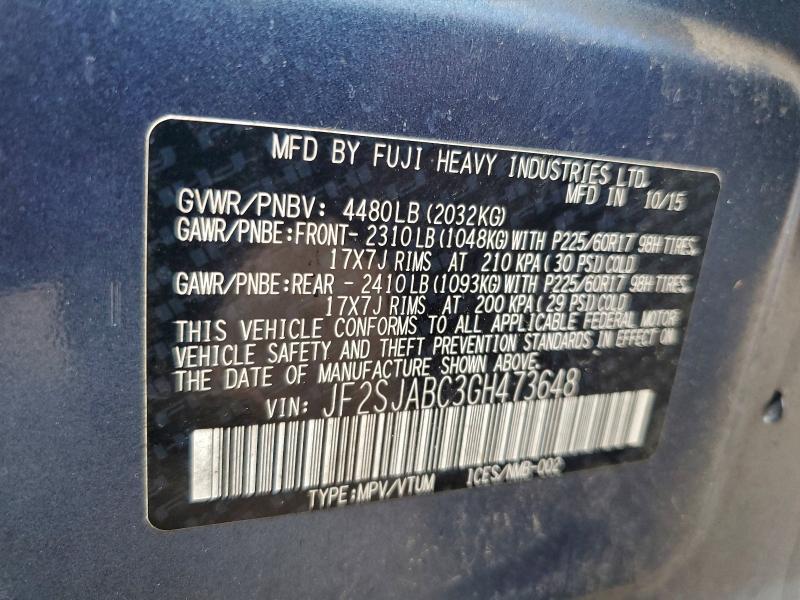 MFD BY FUJI HEAVY INDUSTRIES LTD.
MFD IN 10/15
GVWR/PNBV: 4480LB(2032KG)
GAWR/PNBE:FRONT- 2310LB(1048KG)WITH P225/60R17 98H TIRES,
17X7J RIMS AT 210 KPA( 30 PSI)COLD
GAWR/PNBE:REAR - 2410LB(1093KG)WITH P225/60R17 98H TIRES,
17X7J RIMS AT 200 KPA( 29 PSI)COLD
THIS VEHICLE CONFORMS TO ALL APPLICABLE FEDERAL MOTOR
VEHICLE SAFETY AND THEFT PREVENTION STANDARDS IN EFFECT ON
THE DATE OF MANUFACTURE SHOWN ABOVE.
VIN: JF2SJABC3GH473648
TYPE:MPV/VTUM ICES/NMB-002